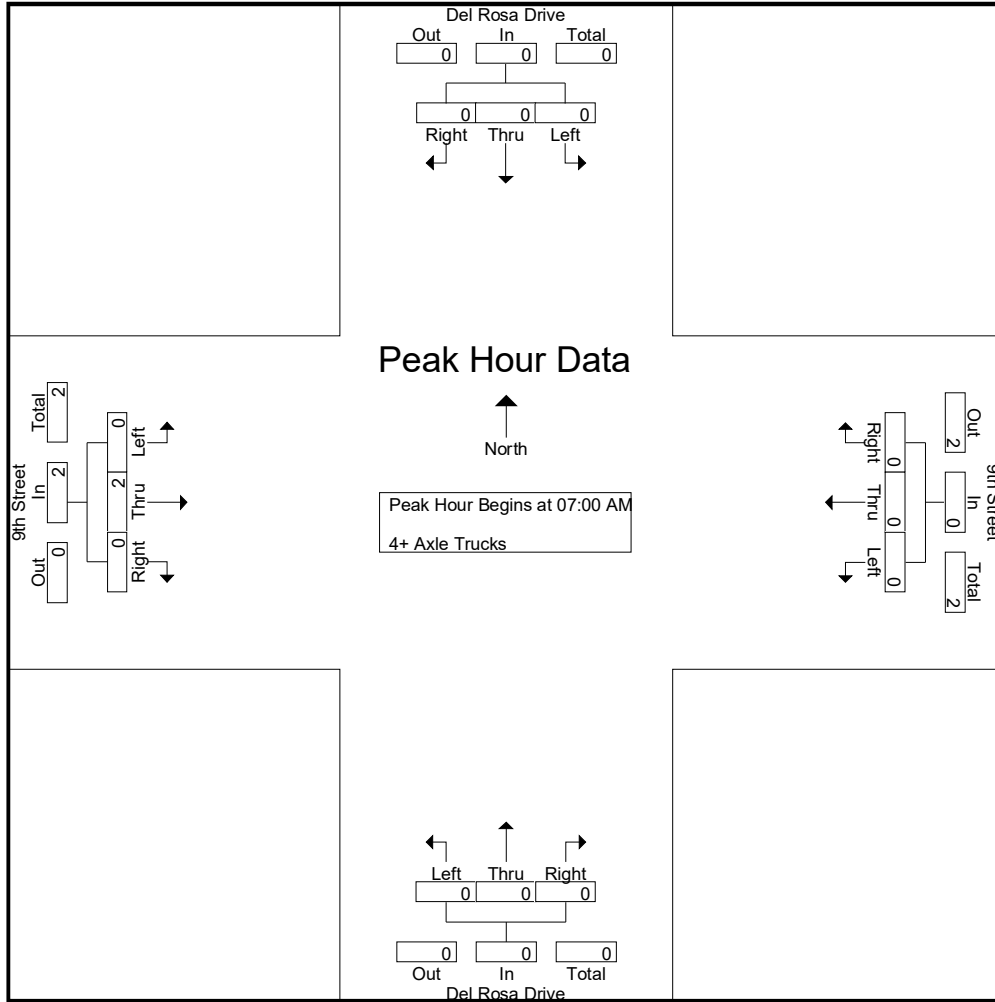 Del Rosa Drive
Out In Total
0 0 0
0 0 0
Right Thru Left
Peak Hour Data
North
Peak Hour Begins at 07:00 AM
4+ Axle Trucks
9th Street
Total In Out
2 2 0
0 2 0
Left Thru Right
9th Street
Out In Total
2 0 2
0 0 0
Right Thru Left
Left Thru Right
0 0 0
0 0 0
Out In Total
Del Rosa Drive